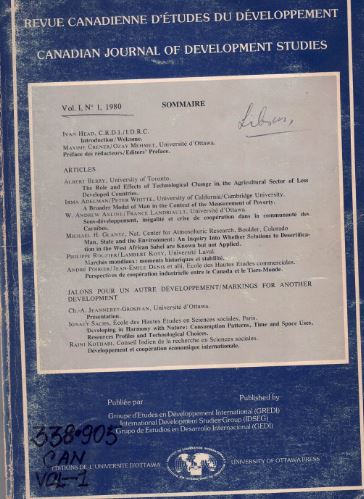 REVUE CANADIENNE D'ÉTUDES DU DÉVELOPPEMENT
CANADIAN JOURNAL OF DEVELOPMENT STUDIES
Vol. I, N° 1, 1980 SOMMAIRE
IVAN HEAD, C.R.D.I./I.D.R.C.
Introduction/Welcome.
MAXIME CRENER/OZAY MEHMET, Université d'Ottawa.
Préface des rédacteurs/Editors' Preface.
ARTICLES
ALBERT BERRY, University of Toronto.
The Role and Effects of Technological Change in the Agricultural Sector of Less
Developed Countries.
IRMA ADELMAN/PETER WHITTE, University of California/Cambridge University.
A Broader Model of Man in the Context of the Measurement of Poverty.
W. ANDREW AXLINE/FRANCE LANDRIAULT, Université d'Ottawa.
Sous-développement, inégalité et crise de coopération dans la communauté des
Caraïbes.
MICHAEL H. GLANTZ, Nat. Center for Atmospheric Research, Boulder, Colorado
Man, State and the Environment: An Inquiry Into Whether Solutions to Desertifica-
tion in the West African Sahel are Known but not Applied.
PHILIPPE /LAMBERT KONY, Université Laval.
Marchés mondiaux: moments historiques et stabilité.
ANDRÉ POIRIER/JEAN-ÉMILE DENIS et alii, École des Hautes Études commerciales.
Perspectives de coopération industrielle entre le Canada et le Tiers-Monde.
JALONS POUR UN AUTRE DÉVELOPPEMENT/MARKINGS FOR ANOTHER
DEVELOPMENT
CH.-A. JEANNERET-GROSJEAN, Université d'Ottawa.
Présentation.
IGNACY SACHS, École des Hautes Études en Sciences sociales, Paris.
Developing in Harmony with Nature: Consumption Patterns, Time and Space Uses,
Resources Profiles and Technological Choices.
RAJNI KOTHARI, Conseil Indien de la recherche en Sciences sociales.
Développement et coopération économique internationale.
Publiée par Published by
Groupe d'Etudes en Développement International (GREDI)
International Development Studies Group (IDSEG)
Grupo de Estudios en Desarrollo Internacional (GEDI)
338.905
CAN
VOL-1
EDITIONS DE L'UNIVERSITÉ D'OTTAWA UNIVERSITY OF OTTAWA PRESS